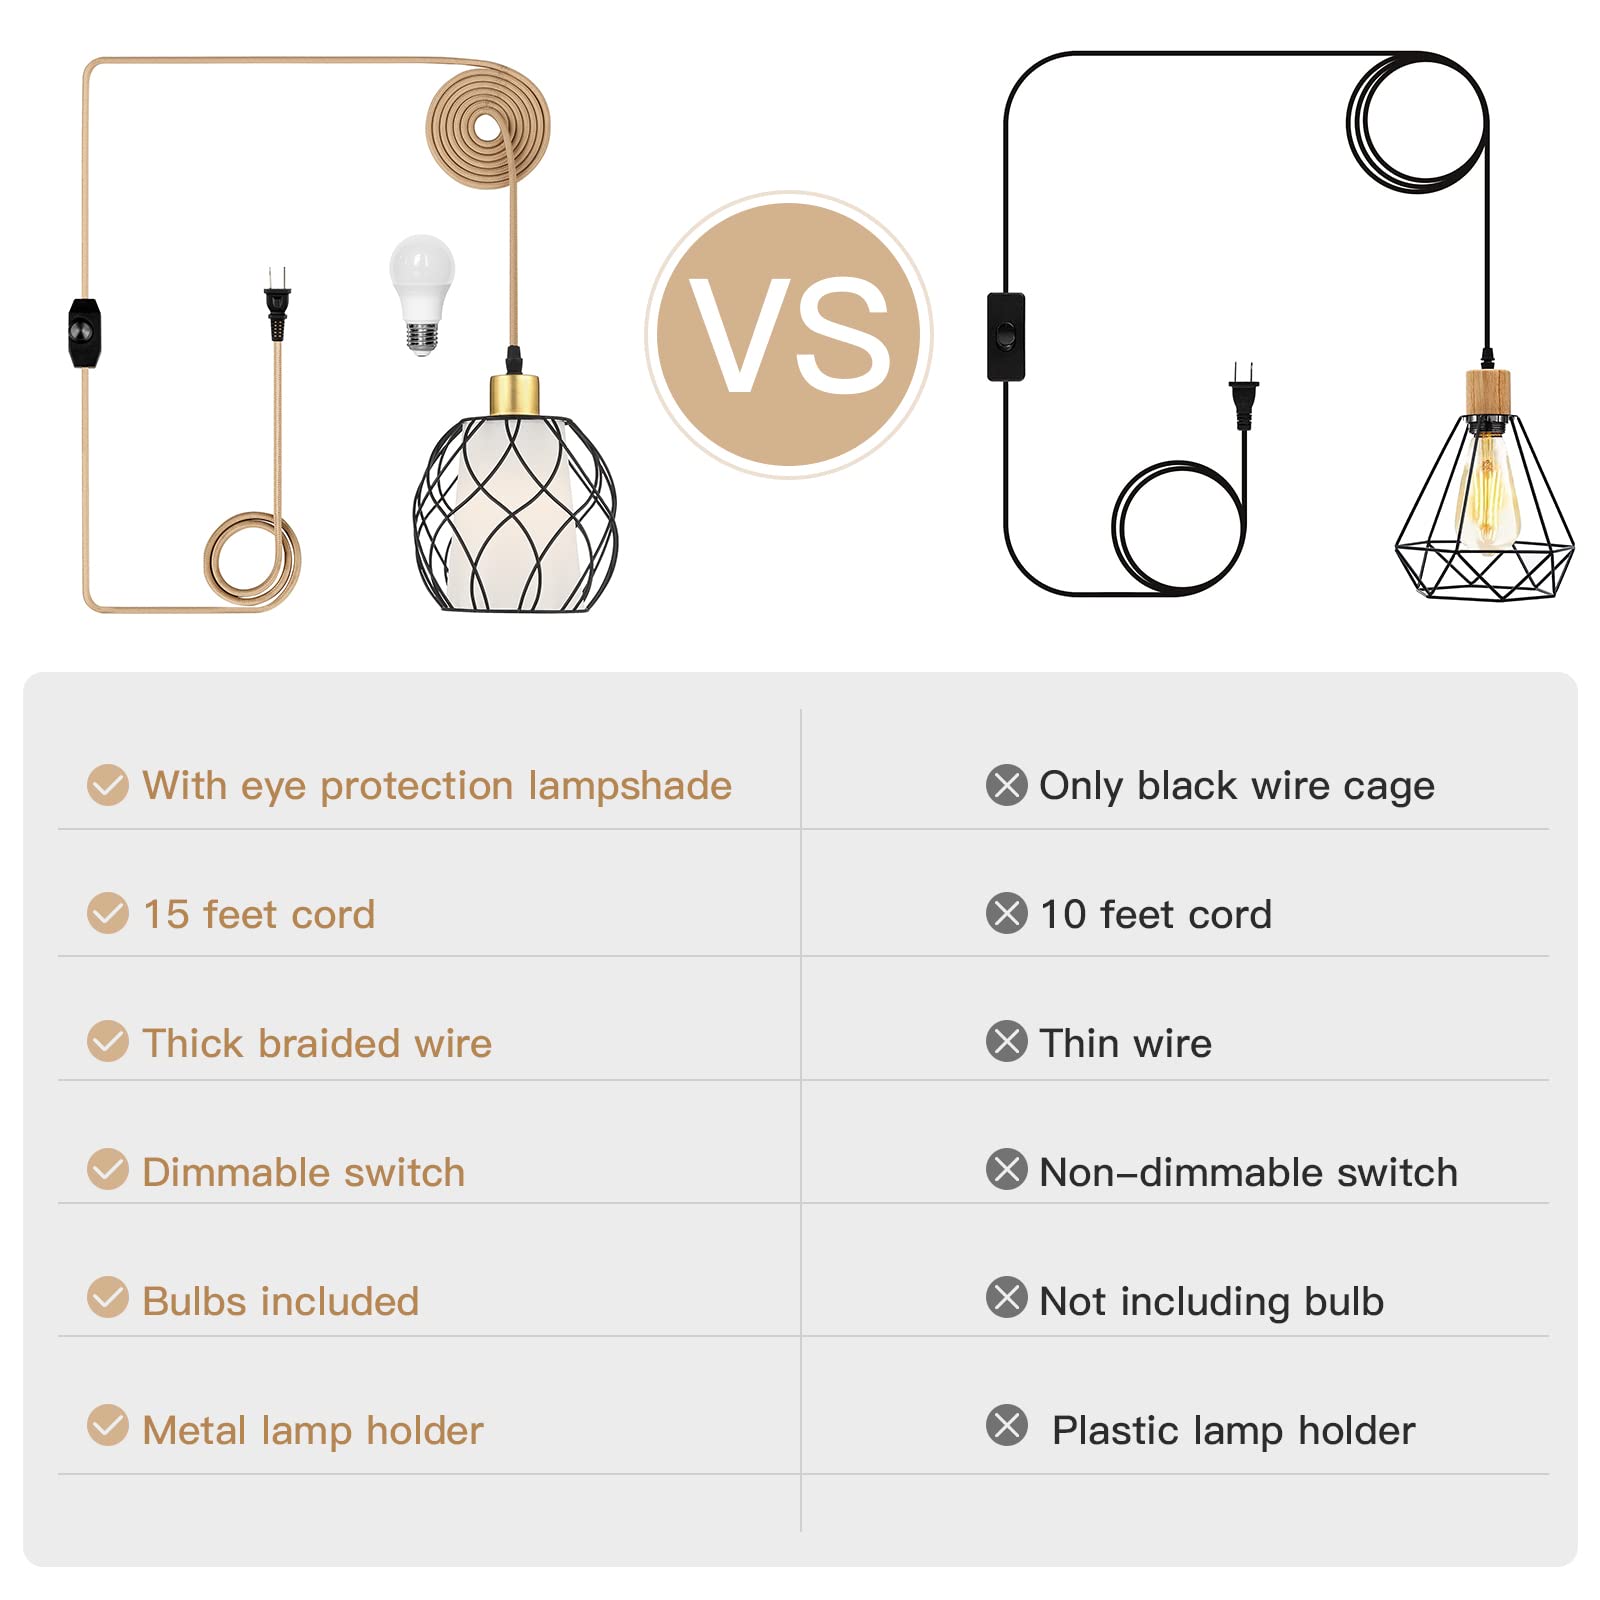 VS
With eye protection lampshade
Only black wire cage
15 feet cord
10 feet cord
Thick braided wire
Thin wire
Dimmable switch
Non–dimmable switch
Bulbs included
Not including bulb
Metal lamp holder
Plastic lamp holder